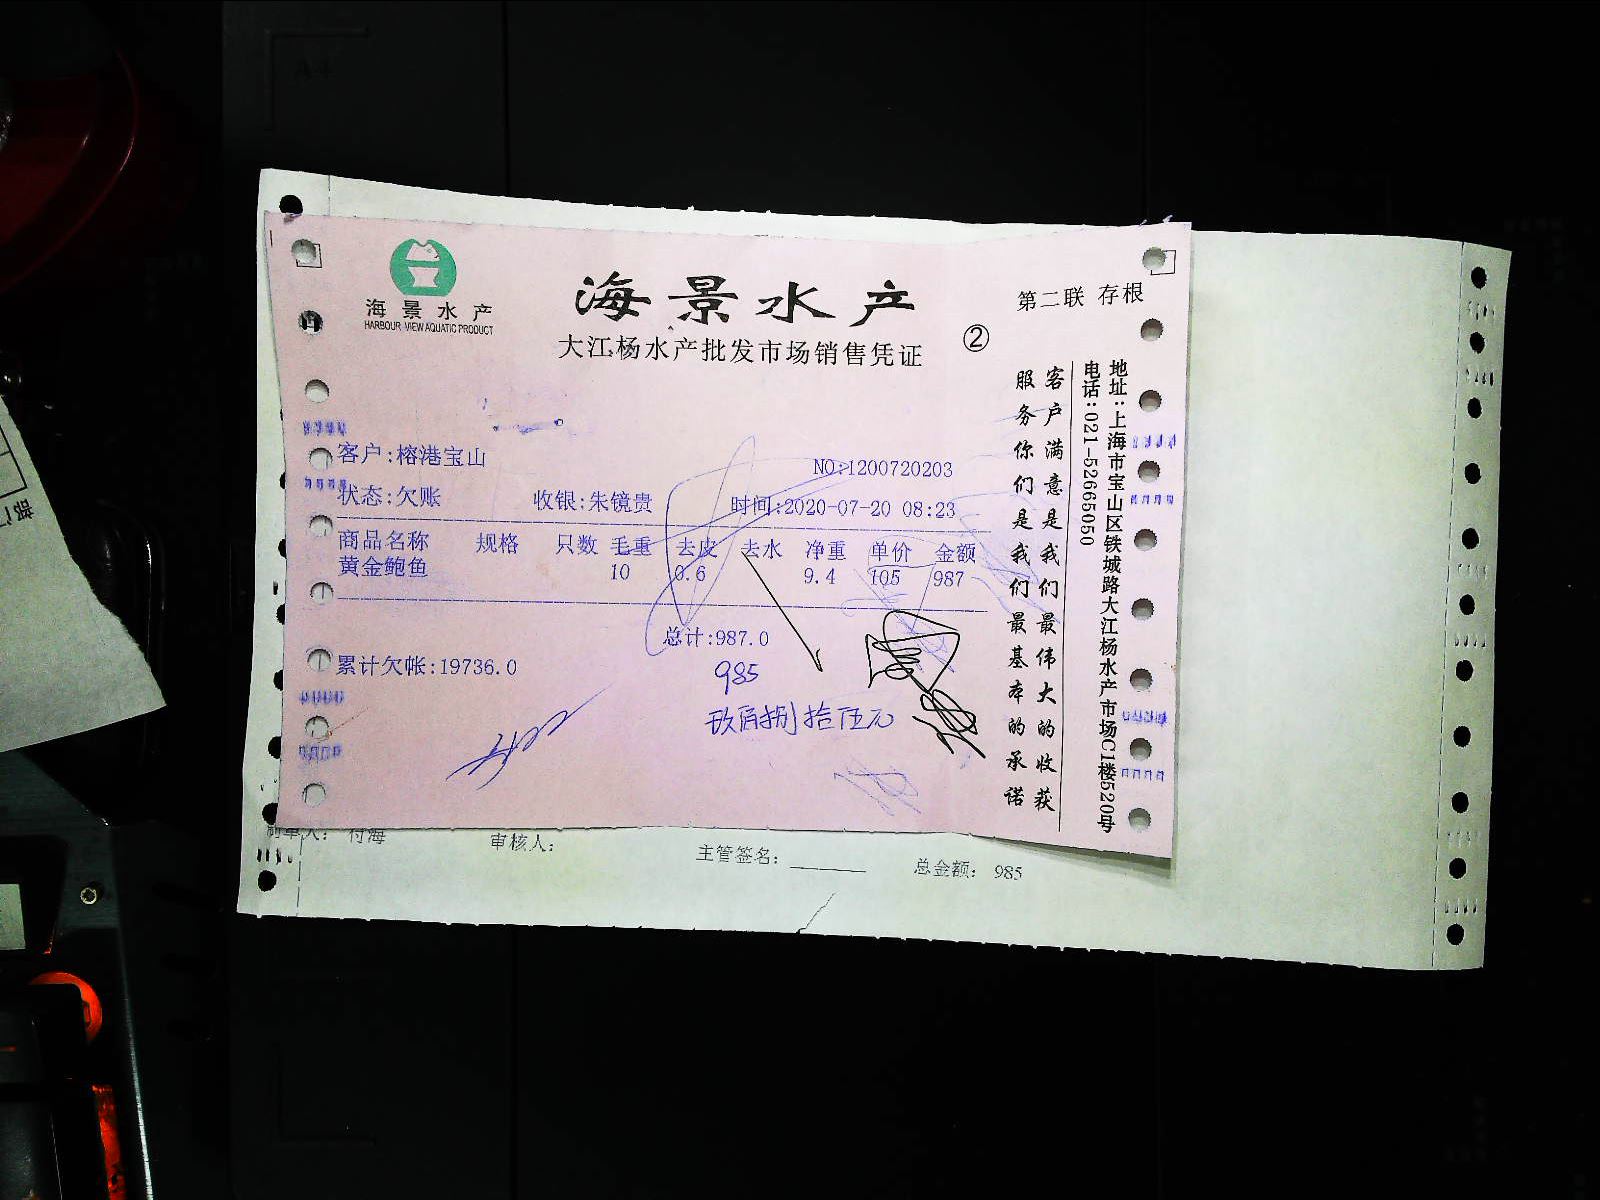 海景水产
HARBOUR VIEW AQUATIC PRODUCT
海景水产
大江杨水产批发市场销售凭证
②
第二联 存根
客户:榕港宝山
NO:1200720203
状态:欠账 收银:朱镜贵 时间:2020-07-20 08:23
商品名称 规格 只数 毛重 去皮 去水 净重 单价 金额
黄金鲍鱼 10 0.6 9.4 105 987
总计:987.0
累计欠帐:19736.0
985
玖佰捌拾伍元
客户满意是我们最伟大的收获
服务你们是我们最基本的承诺
地址:上海市宝山区铁城路大江杨水产市场C1楼520号
电话:021-52665050
制单人: 付海 审核人: 主管签名: 总金额: 985
部门
A4